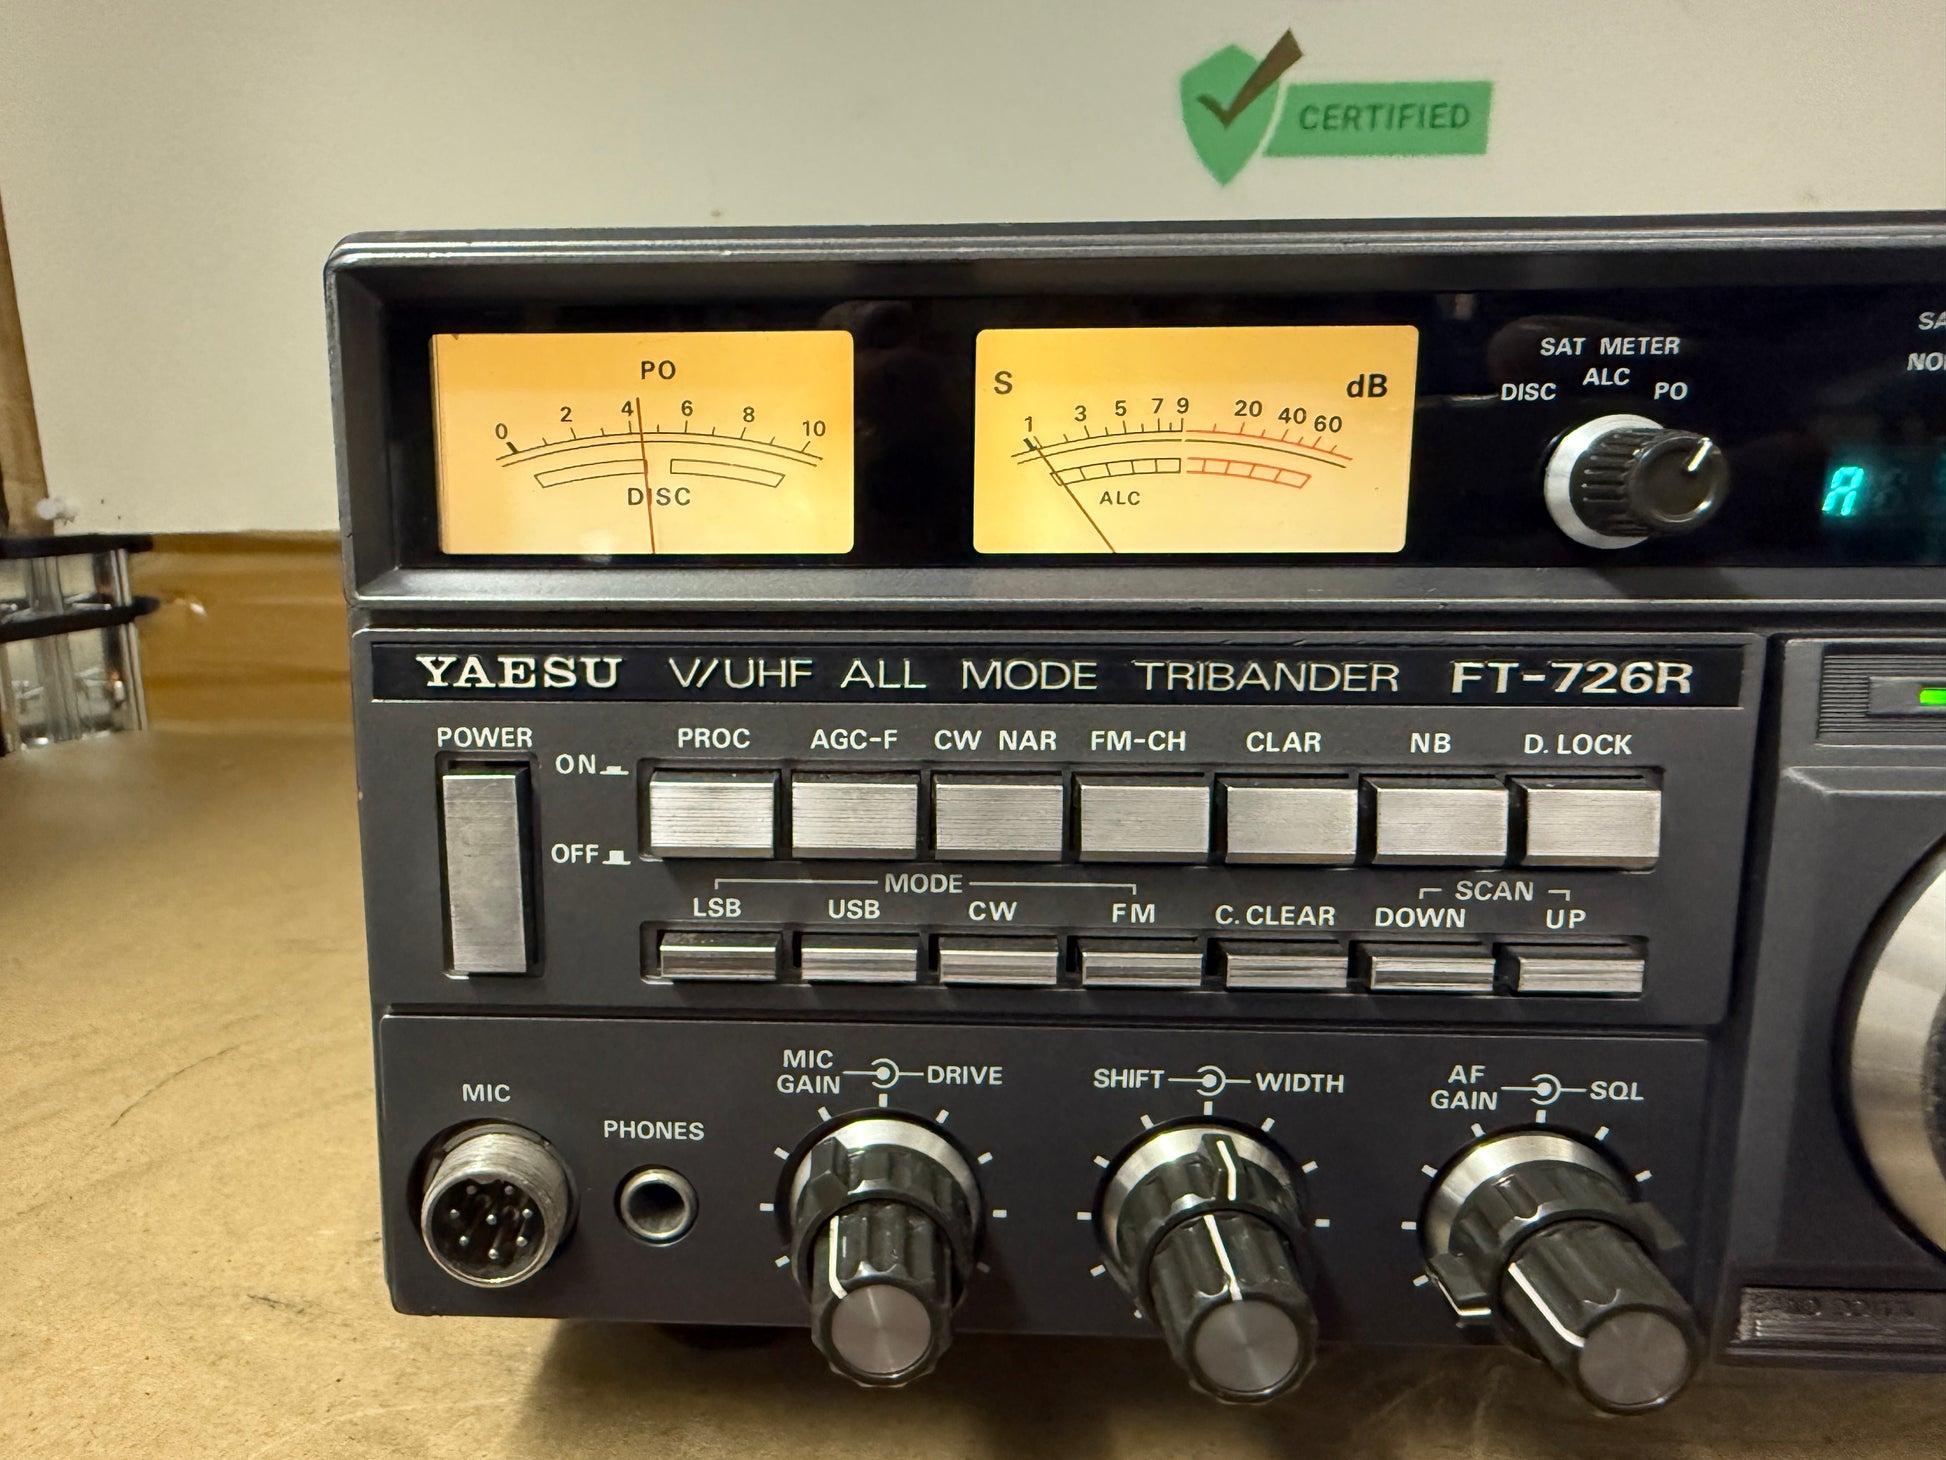 CERTIFIED
PO
0 2 4 6 8 10
DISC
S dB
1 3 5 7 9 20 40 60
ALC
SAT METER
DISC ALC PO
A
YAESU V/UHF ALL MODE TRIBANDER FT-726R
POWER
ON
OFF
PROC AGC-F CW NAR FM-CH CLAR NB D. LOCK
MODE SCAN
LSB USB CW FM C. CLEAR DOWN UP
MIC
PHONES
MIC GAIN DRIVE
SHIFT WIDTH
AF GAIN SQL